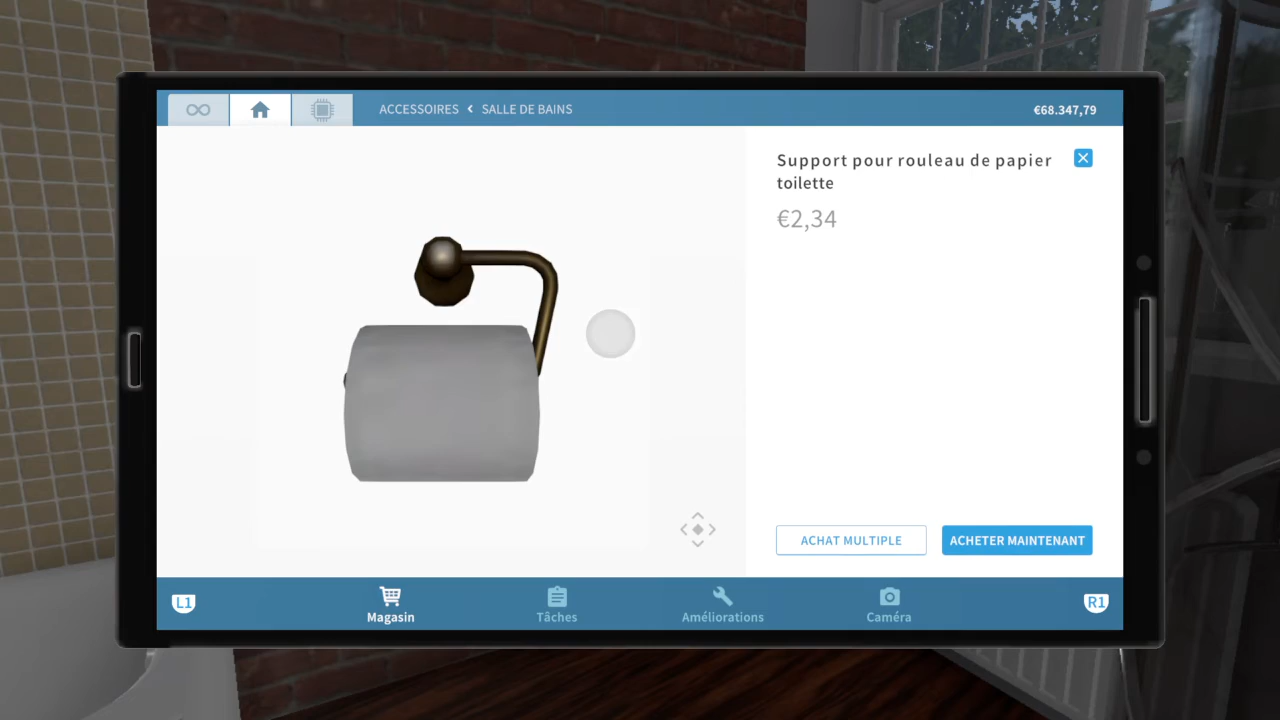 ACCESSOIRES < SALLE DE BAINS
€68.347,79
Support pour rouleau de papier
toilette
€2,34
ACHAT MULTIPLE
ACHETER MAINTENANT
L1
Magasin
Tâches
Améliorations
Caméra
R1